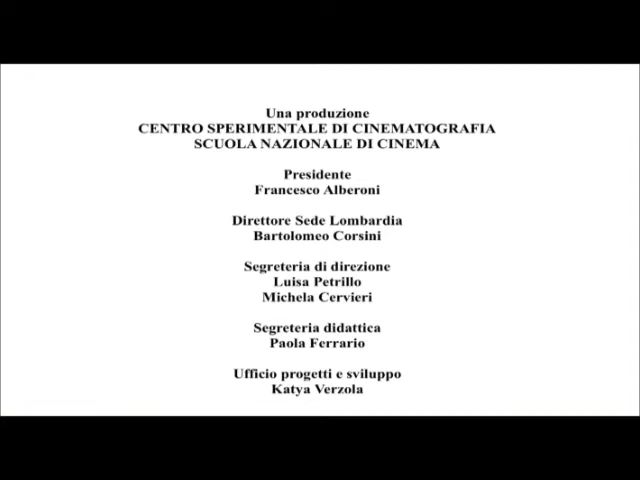 Una produzione
CENTRO SPERIMENTALE DI CINEMATOGRAFIA
SCUOLA NAZIONALE DI CINEMA
Presidente
Francesco Alberoni
Direttore Sede Lombardia
Bartolomeo Corsini
Segreteria di direzione
Luisa Petrillo
Michela Cervieri
Segreteria didattica
Paola Ferrario
Ufficio progetti e sviluppo
Katya Verzola